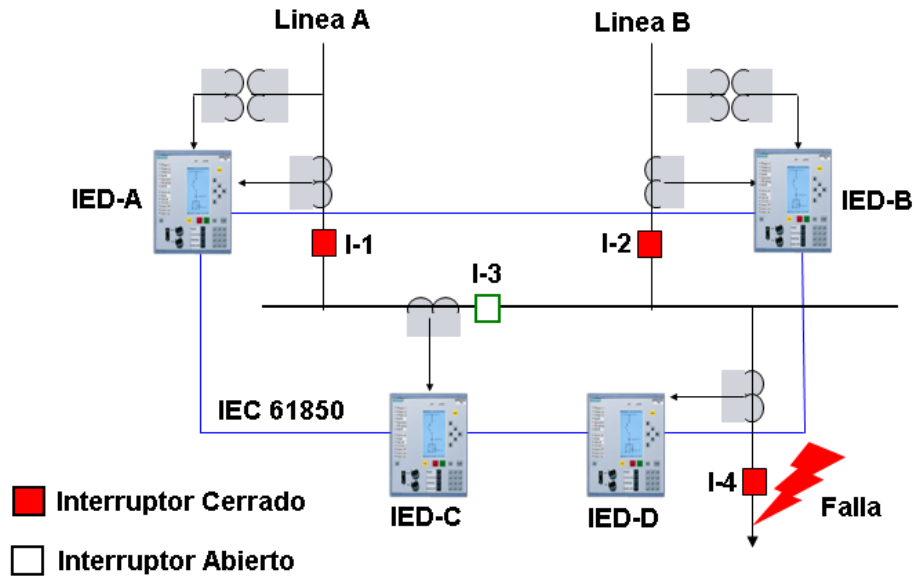 Linea A
Linea B
IED-A
IED-B
I-1
I-2
I-3
IEC 61850
I-4
Falla
IED-C
IED-D
Interruptor Cerrado
Interruptor Abierto